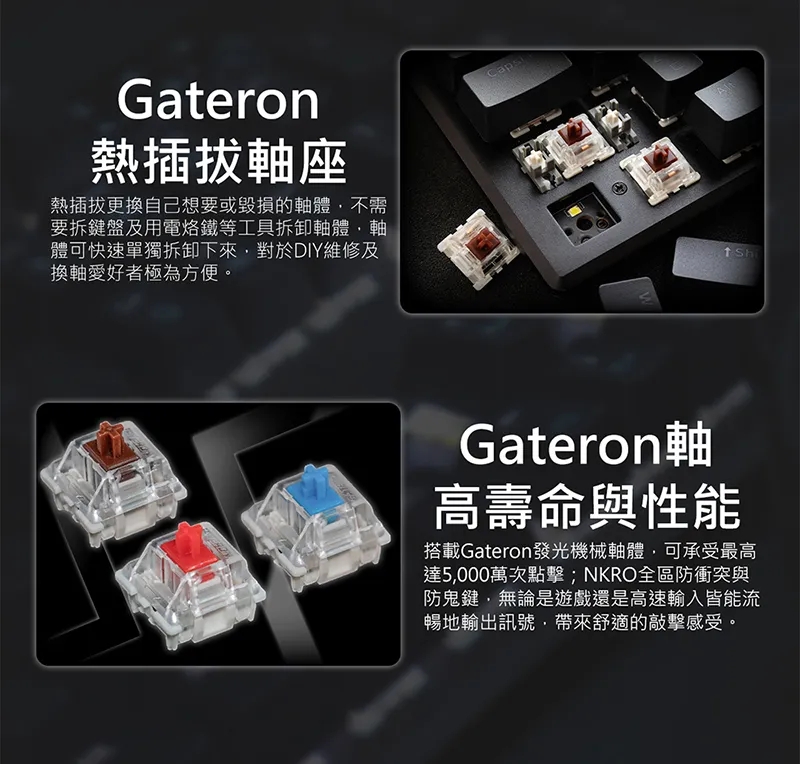 Gateron
熱插拔軸座
熱插拔更換自己想要或毀損的軸體，不需
要拆鍵盤及用電烙鐵等工具拆卸軸體，軸
體可快速單獨拆卸下來，對於DIY維修及
換軸愛好者極為方便。
Gateron軸
高壽命與性能
搭載Gateron發光機械軸體，可承受最高
達5,000萬次點擊；NKRO全區防衝突與
防鬼鍵，無論是遊戲還是高速輸入皆能流
暢地輸出訊號，帶來舒適的敲擊感受。